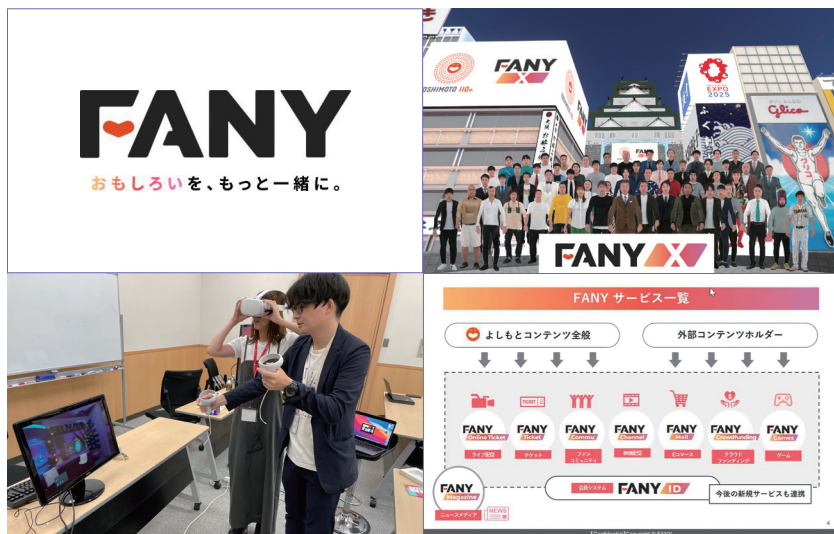 FANY
おもしろいを、もっと一緒に。
FANY X
OSHIMOTO 110th
EXPO
2025
glico
グリコ
FANY X
FANY サービス一覧
よしもとコンテンツ全般
外部コンテンツホルダー
TICKET
FANY
Online Ticket
ライブ配信
FANY
Ticket
チケット
FANY
Commu
ファン
コミュニティ
FANY
Channel
映像配信
FANY
Mall
Eコマース
FANY
Crowdfunding
クラウド
ファンディング
FANY
Games
ゲーム
FANY
Magazine
ニュースメディア
NEWS
会員システム
FANY ID
今後の新規サービスも連携
4